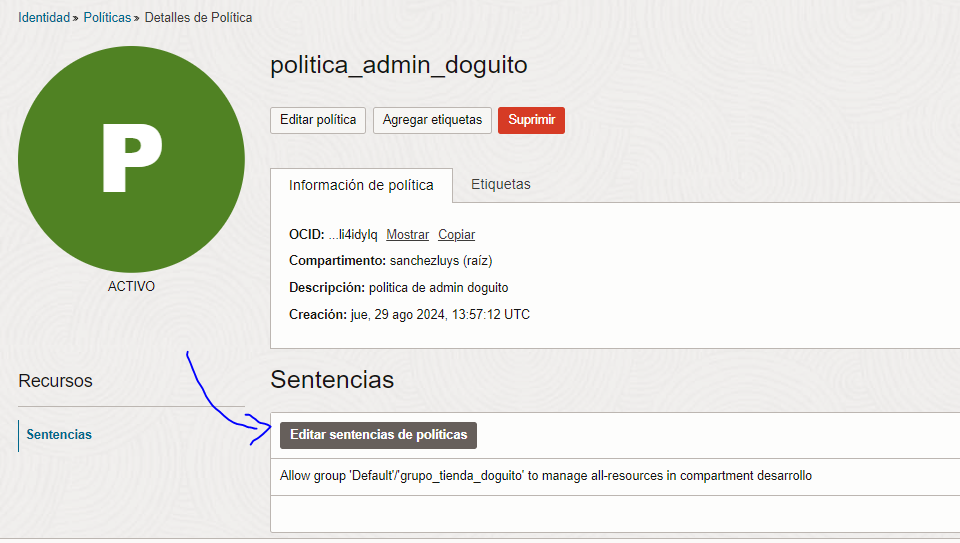 Identidad » Políticas » Detalles de Política
P
ACTIVO
politica_admin_doguito
Editar política Agregar etiquetas Suprimir
Información de política Etiquetas
OCID: ...li4idylq Mostrar Copiar
Compartimento: sanchezluys (raíz)
Descripción: politica de admin doguito
Creación: jue, 29 ago 2024, 13:57:12 UTC
Recursos
Sentencias
Sentencias
Editar sentencias de políticas
Allow group 'Default'/'grupo_tienda_doguito' to manage all-resources in compartment desarrollo